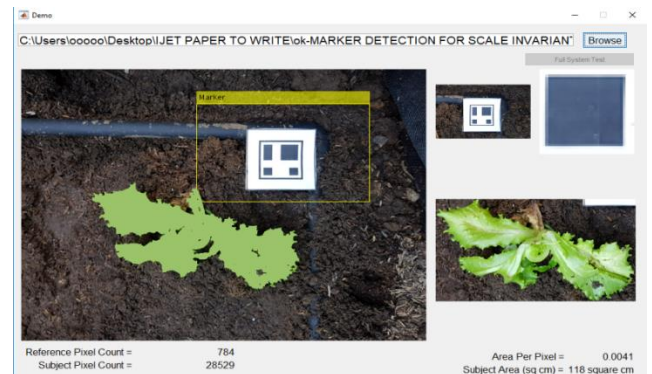 Demo
C:\Users\ooooo\Desktop\IJET PAPER TO WRITE\ok-MARKER DETECTION FOR SCALE INVARIANT
Browse
Full System Test
Marker
Reference Pixel Count = 784
Subject Pixel Count = 28529
Area Per Pixel = 0.0041
Subject Area (sq cm) = 118 square cm